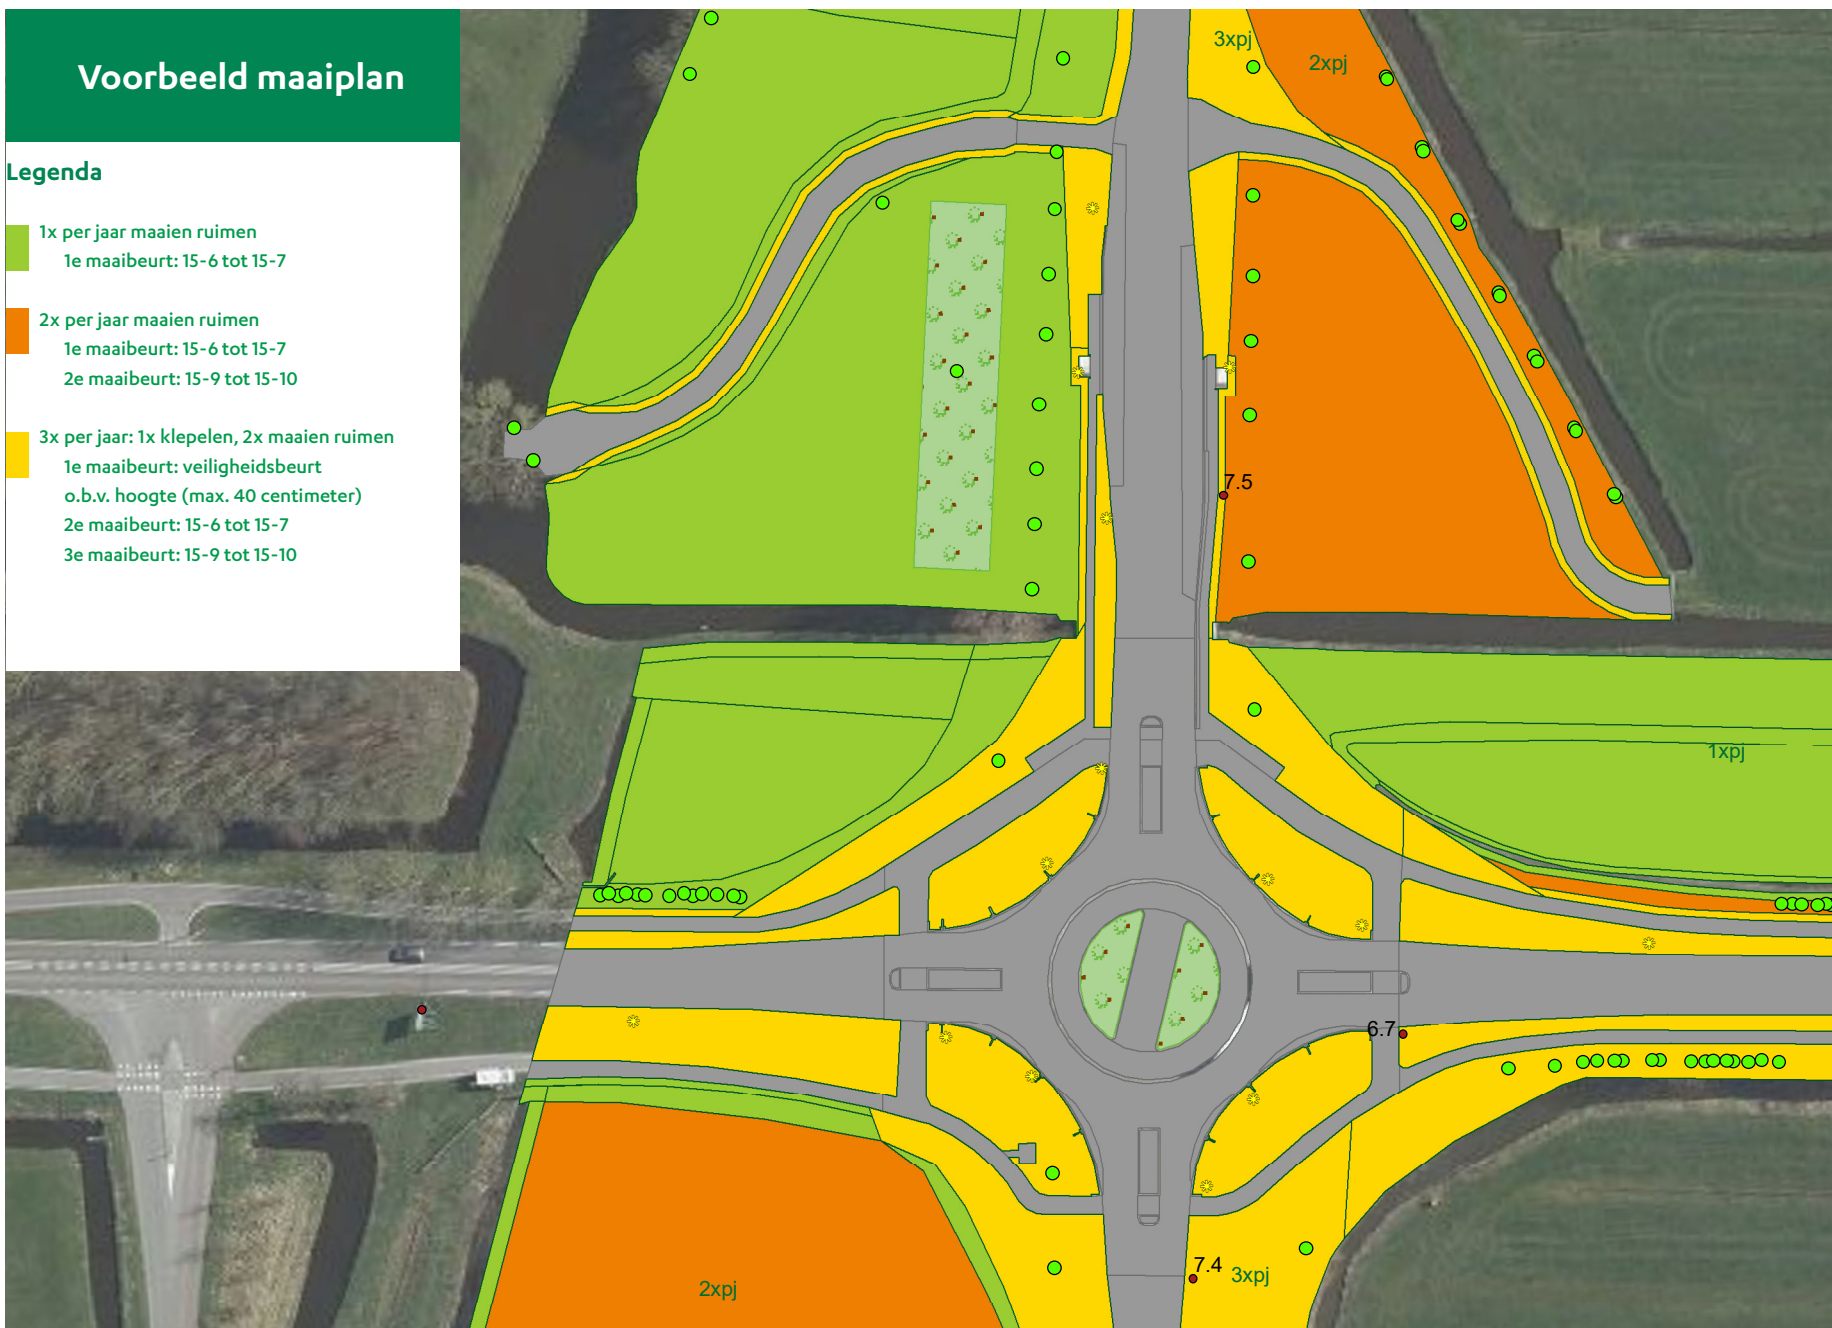 Voorbeeld maaiplan
Legenda
1x per jaar maaien ruimen
1e maaibeurt: 15-6 tot 15-7
2x per jaar maaien ruimen
1e maaibeurt: 15-6 tot 15-7
2e maaibeurt: 15-9 tot 15-10
3x per jaar: 1x klepelen, 2x maaien ruimen
1e maaibeurt: veiligheidsbeurt
o.b.v. hoogte (max. 40 centimeter)
2e maaibeurt: 15-6 tot 15-7
3e maaibeurt: 15-9 tot 15-10
3xpj
2xpj
7.5
1xpj
6.7
7.4
3xpj
2xpj